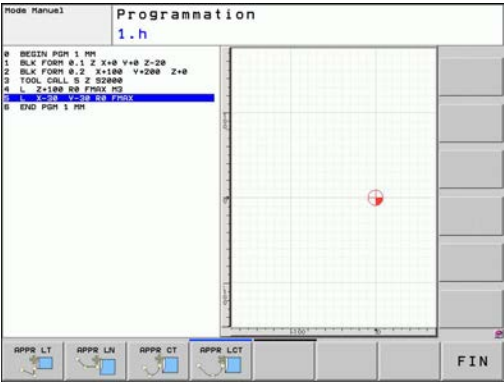 Mode Manuel
Programmation
1.h
0 BEGIN PGM 1 MM
1 BLK FORM 0.1 Z X+0 Y+0 Z-20
2 BLK FORM 0.2 X+100 Y+200 Z+0
3 TOOL CALL 5 Z S2000
4 L Z+100 R0 FMAX M3
5 L X-30 Y-30 R0 FMAX
6 END PGM 1 MM
APPR LT APPR LN APPR CT APPR LCT FIN